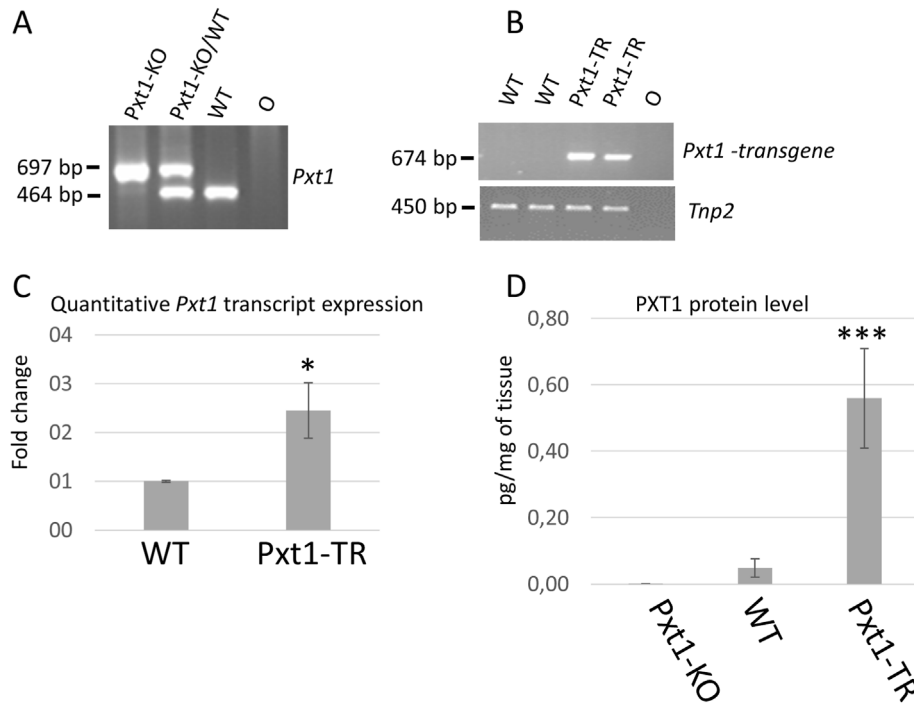 A
Pxt1-KO
Pxt1-KO/WT
WT
O
697 bp
464 bp
Pxt1
B
WT
WT
Pxt1-TR
Pxt1-TR
O
674 bp
Pxt1 -transgene
450 bp
Tnp2
C
Quantitative Pxt1 transcript expression
Fold change
04
03
02
01
00
*
WT
Pxt1-TR
D
PXT1 protein level
pg/mg of tissue
0,80
0,60
0,40
0,20
0,00
***
Pxt1-KO
WT
Pxt1-TR